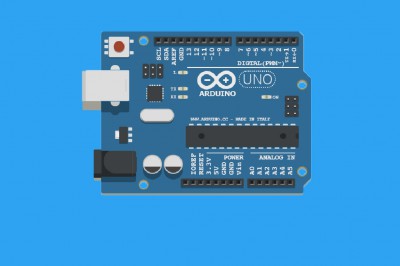 SCL
SDA
AREF
GND
13
12
~11
~10
~9
8
7
~6
~5
4
~3
2
TX→1
RX←0
DIGITAL (PWM~)
ARDUINO
UNO
ON
WWW.ARDUINO.CC - MADE IN ITALY
POWER
ANALOG IN
IOREF
RESET
3.3V
5V
GND
GND
Vin
A0
A1
A2
A3
A4
A5